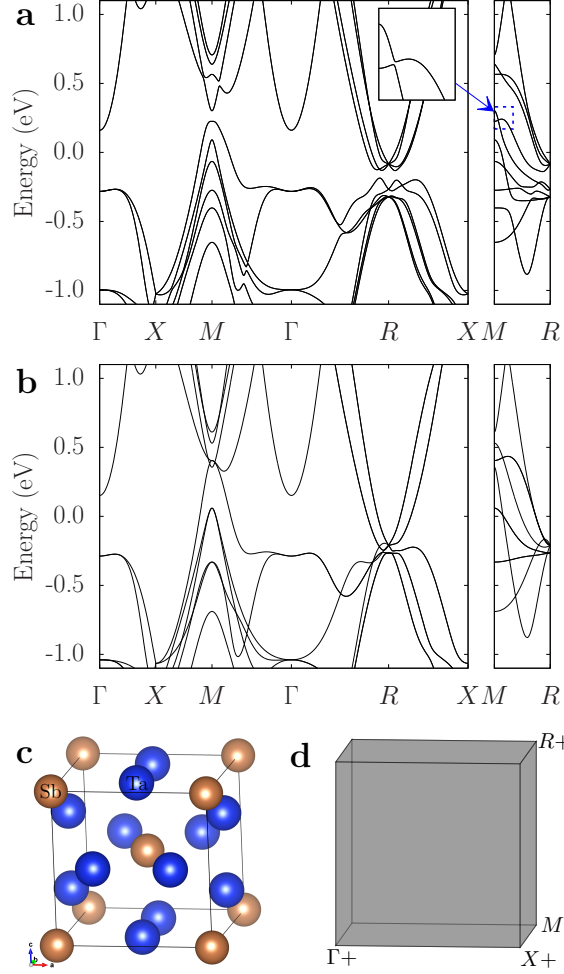 a
Energy (eV)
1.0
0.5
0.0
-0.5
-1.0
Γ X M Γ R X M R
b
Energy (eV)
1.0
0.5
0.0
-0.5
-1.0
Γ X M Γ R X M R
c
Sb
Ta
c
b
a
d
R+
M
Γ+
X+